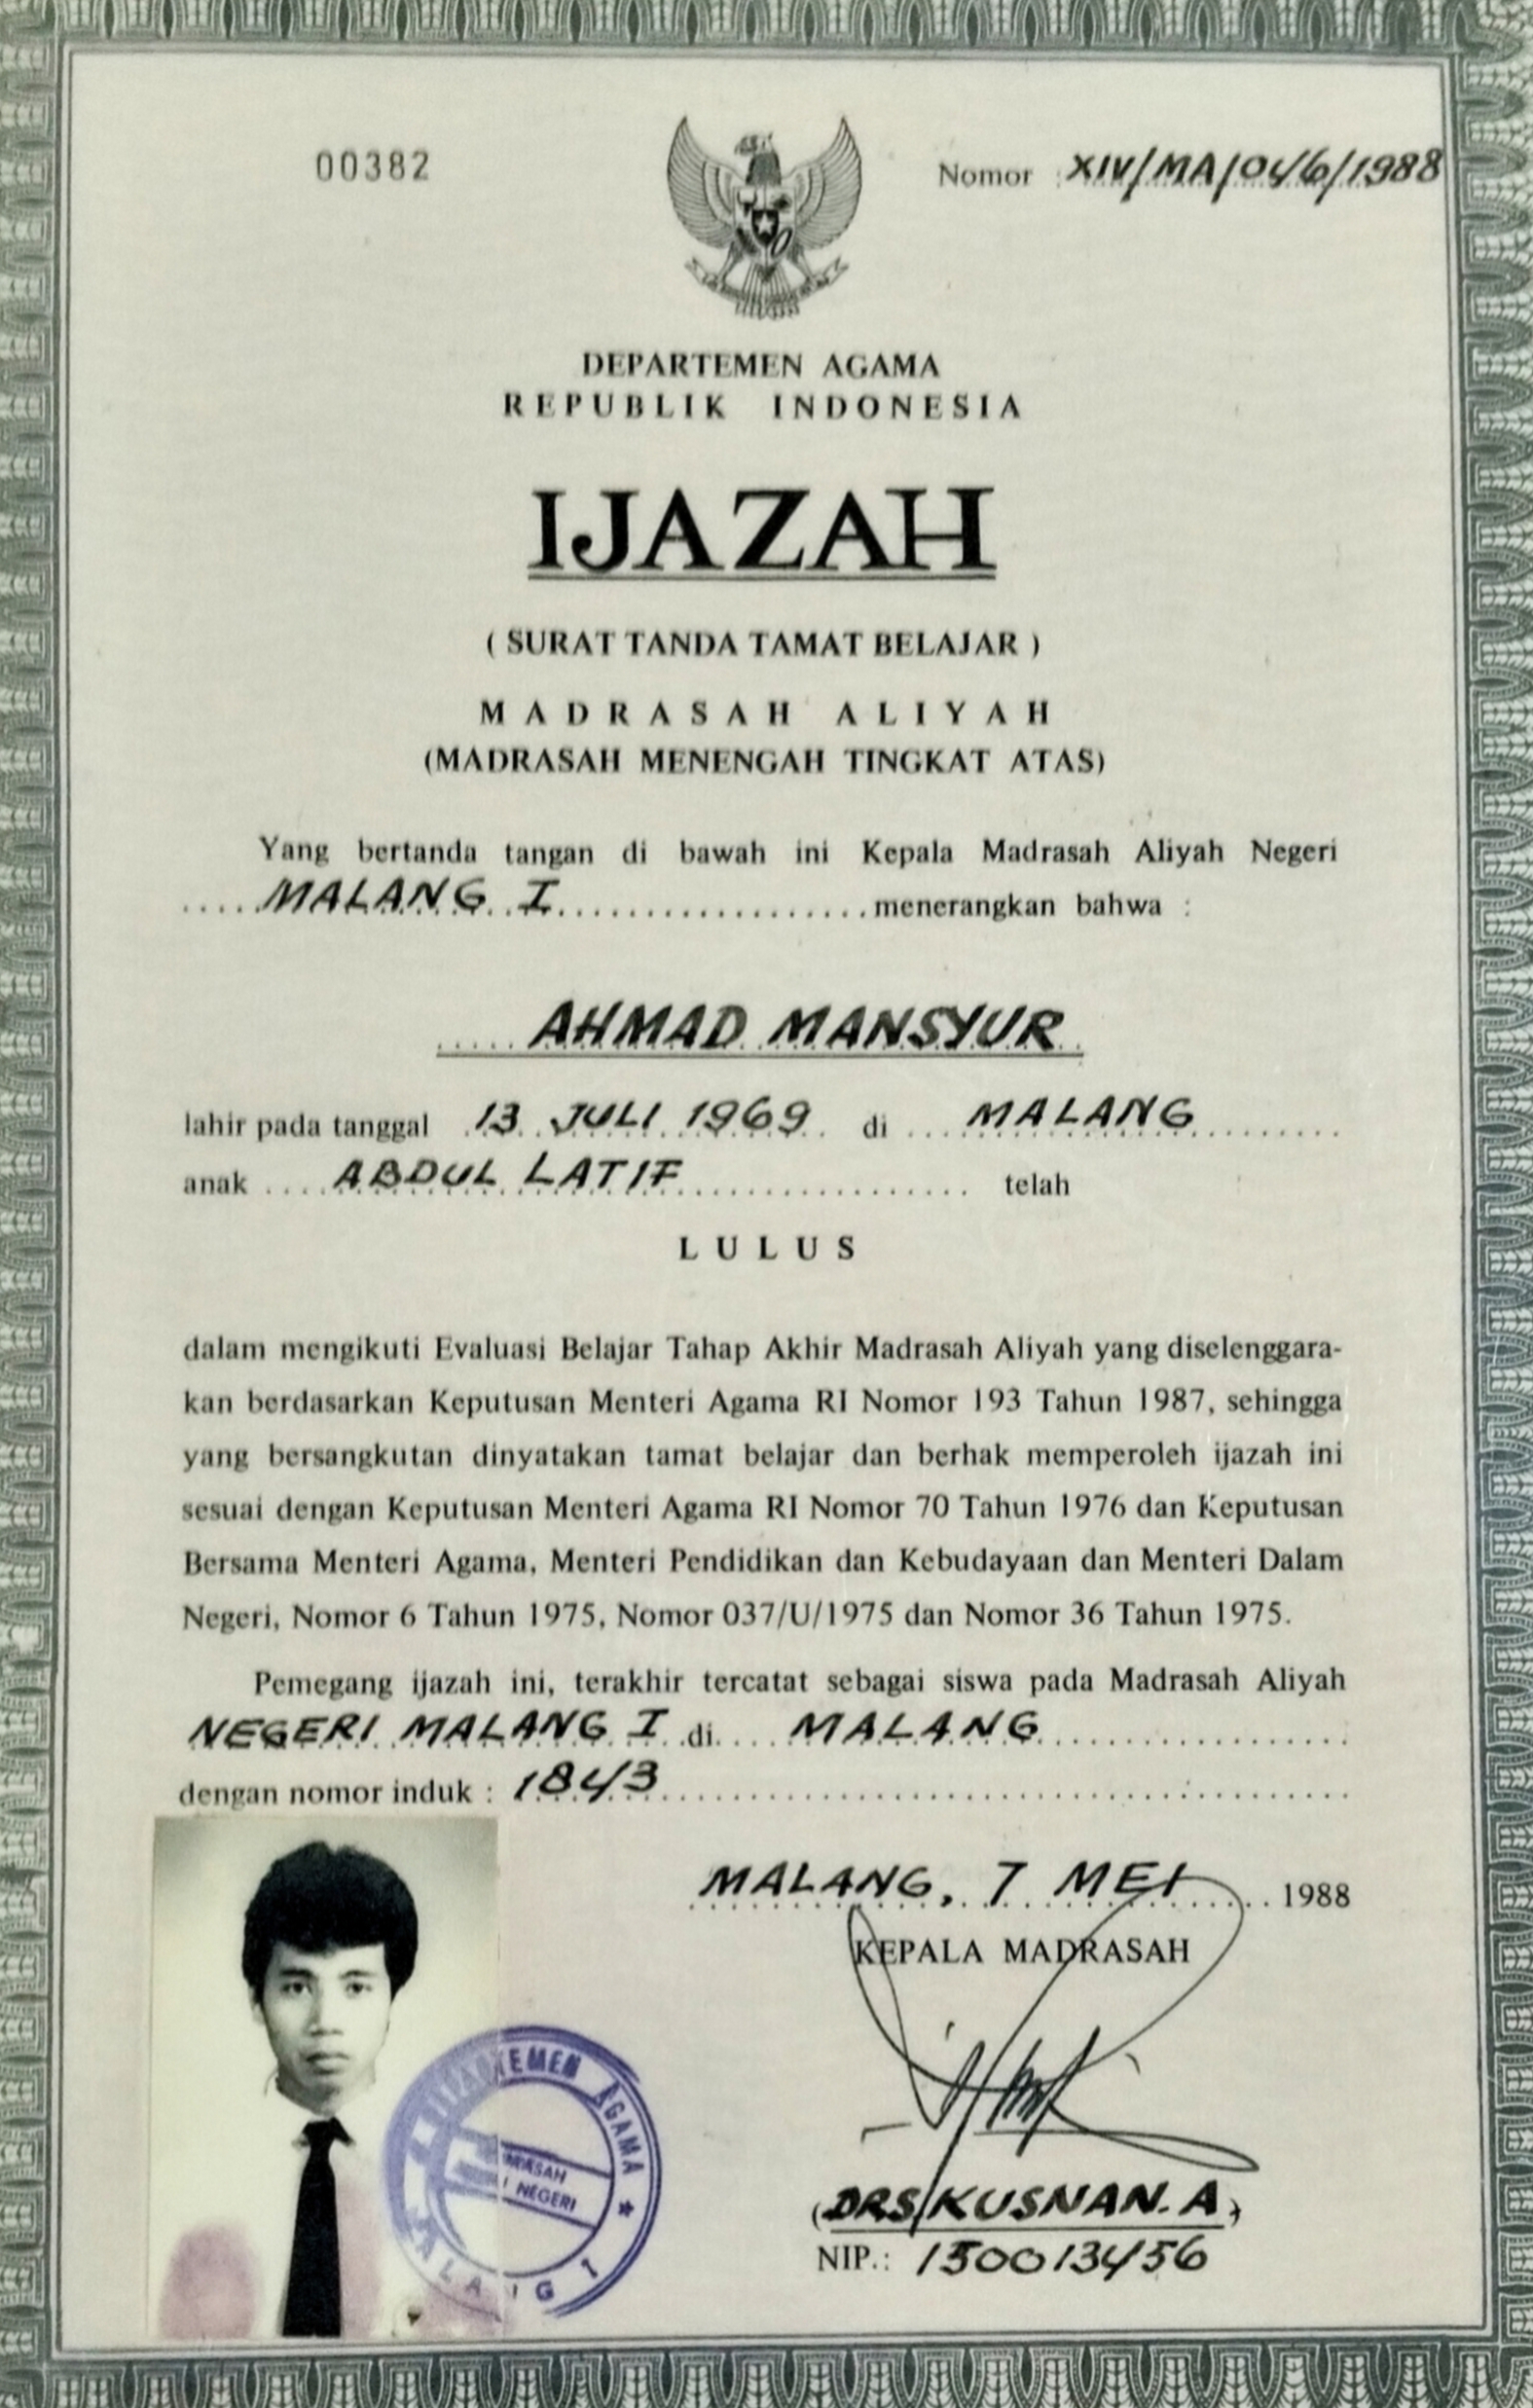 00382
Nomor : XIV/MA/046/1988
DEPARTEMEN AGAMA
REPUBLIK INDONESIA
IJAZAH
( SURAT TANDA TAMAT BELAJAR )
MADRASAH ALIYAH
(MADRASAH MENENGAH TINGKAT ATAS)
Yang bertanda tangan di bawah ini Kepala Madrasah Aliyah Negeri
MALANG I menerangkan bahwa :
AHMAD MANSYUR
lahir pada tanggal 13 JULI 1969 di MALANG
anak ABDUL LATIF telah
LULUS
dalam mengikuti Evaluasi Belajar Tahap Akhir Madrasah Aliyah yang diselenggara-
kan berdasarkan Keputusan Menteri Agama RI Nomor 193 Tahun 1987, sehingga
yang bersangkutan dinyatakan tamat belajar dan berhak memperoleh ijazah ini
sesuai dengan Keputusan Menteri Agama RI Nomor 70 Tahun 1976 dan Keputusan
Bersama Menteri Agama, Menteri Pendidikan dan Kebudayaan dan Menteri Dalam
Negeri, Nomor 6 Tahun 1975, Nomor 037/U/1975 dan Nomor 36 Tahun 1975.
Pemegang ijazah ini, terakhir tercatat sebagai siswa pada Madrasah Aliyah
NEGERI MALANG I di MALANG
dengan nomor induk : 1843
MALANG, 7 MEI 1988
KEPALA MADRASAH
AGAMA
NEGERI
(DRS KUSNAN. A)
NIP.: 150013456